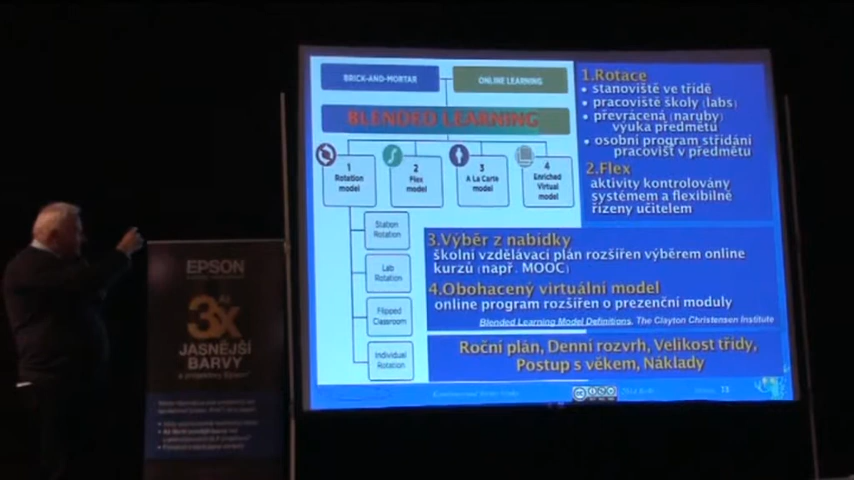 BRICK-AND-MORTAR
ONLINE LEARNING
BLENDED LEARNING
1
Rotation
model
2
Flex
model
3
A La Carte
model
4
Enriched
Virtual
model
Station
Rotation
Lab
Rotation
Flipped
Classroom
Individual
Rotation
1.Rotace
• stanoviště ve třídě
• pracoviště školy (labs)
• převrácená (naruby)
výuka předmětu
• osobní program střídání
pracovišť v předmětu
2.Flex
aktivity kontrolovány
systémem a flexibilně
řízeny učitelem
3.Výběr z nabídky
školní vzdělávací plán rozšířen výběrem online
kurzů (např. MOOC)
4.Obohacený virtuální model
online program rozšířen o prezenční moduly
Blended Learning Model Definitions, The Clayton Christensen Institute
Roční plán, Denní rozvrh, Velikost třídy,
Postup s věkem, Náklady
13
EPSON
3x
JASNĚJŠÍ
BARVY